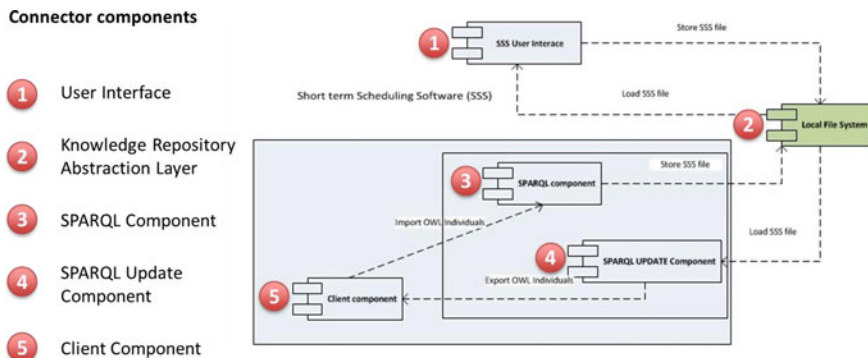 Connector components
1 User Interface
2 Knowledge Repository
Abstraction Layer
3 SPARQL Component
4 SPARQL Update
Component
5 Client Component
1 SSS User Interace
Store SSS file
Load SSS file
Short term Scheduling Software (SSS)
2 Local File System
3 SPARQL component
Store SSS file
Import OWL Individuals
Load SSS file
4 SPARQL UPDATE Component
Export OWL Individuals
5 Client component